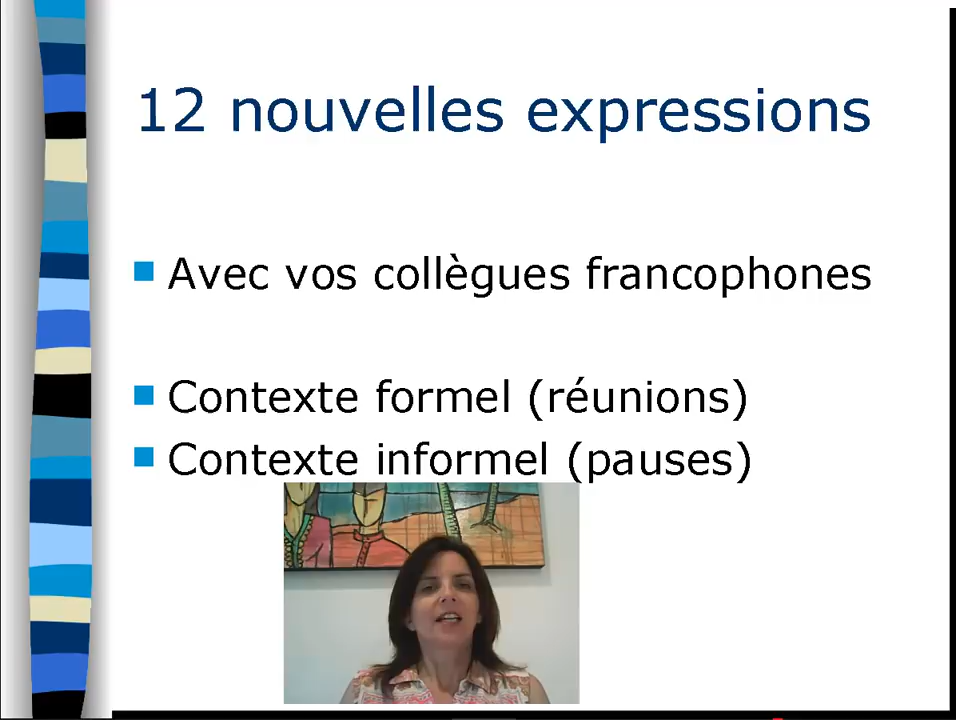 12 nouvelles expressions
Avec vos collègues francophones
Contexte formel (réunions)
Contexte informel (pauses)